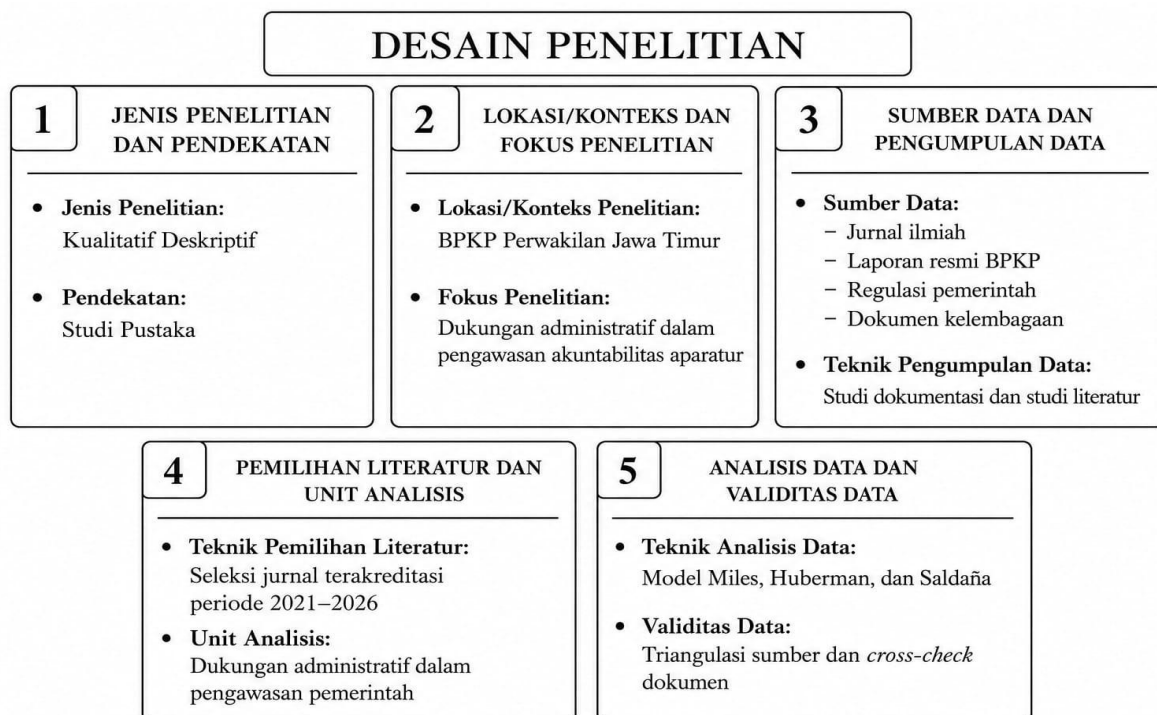 DESAIN PENELITIAN
1
JENIS PENELITIAN
DAN PENDEKATAN
• Jenis Penelitian:
Kualitatif Deskriptif
• Pendekatan:
Studi Pustaka
2
LOKASI/KONTEKS DAN
FOKUS PENELITIAN
• Lokasi/Konteks Penelitian:
BPKP Perwakilan Jawa Timur
• Fokus Penelitian:
Dukungan administratif dalam
pengawasan akuntabilitas aparatur
3
SUMBER DATA DAN
PENGUMPULAN DATA
• Sumber Data:
– Jurnal ilmiah
– Laporan resmi BPKP
– Regulasi pemerintah
– Dokumen kelembagaan
• Teknik Pengumpulan Data:
Studi dokumentasi dan studi literatur
4
PEMILIHAN LITERATUR DAN
UNIT ANALISIS
• Teknik Pemilihan Literatur:
Seleksi jurnal terakreditasi
periode 2021–2026
• Unit Analisis:
Dukungan administratif dalam
pengawasan pemerintah
5
ANALISIS DATA DAN
VALIDITAS DATA
• Teknik Analisis Data:
Model Miles, Huberman, dan Saldaña
• Validitas Data:
Triangulasi sumber dan cross-check
dokumen